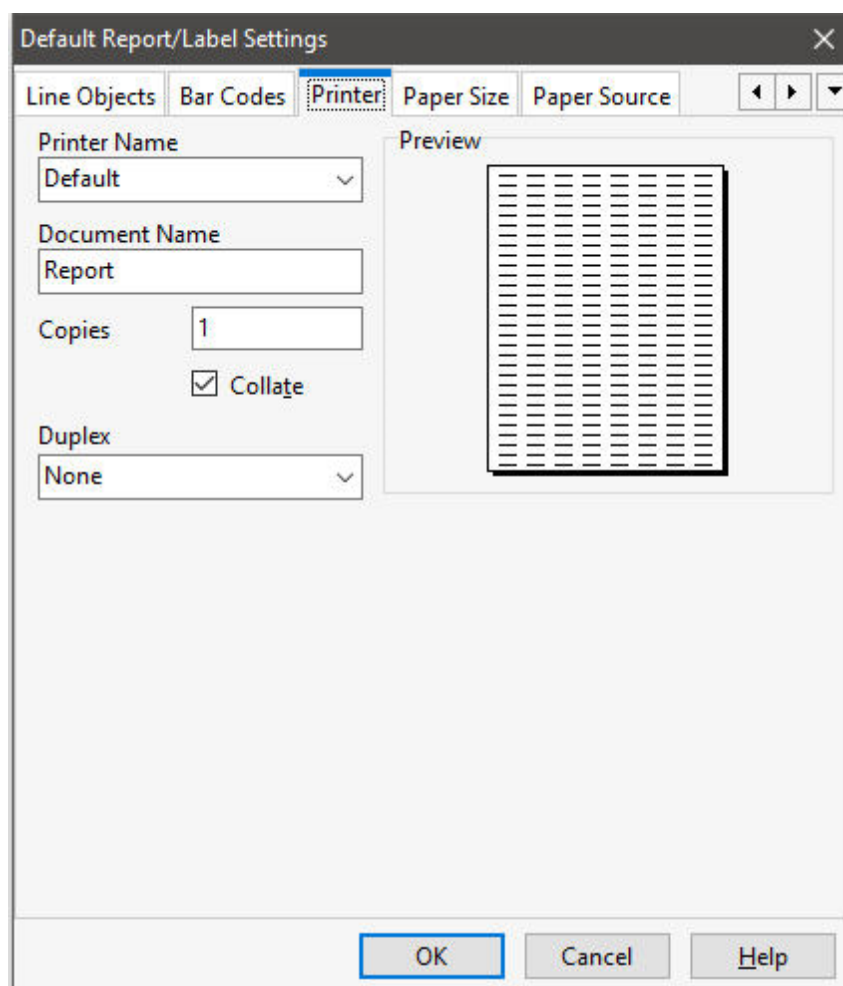 Default Report/Label Settings
Line Objects Bar Codes Printer Paper Size Paper Source
Printer Name
Default
Document Name
Report
Copies 1
Collate
Duplex
None
Preview
OK Cancel Help